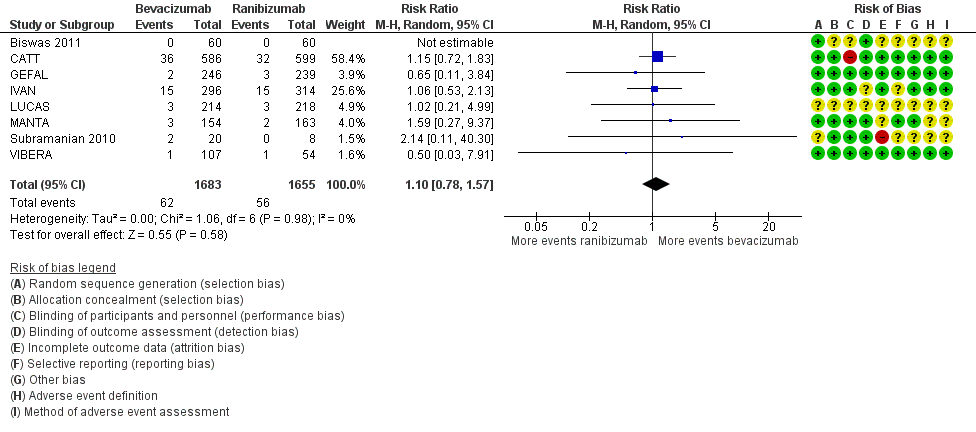 Bevacizumab Ranibizumab Risk Ratio Risk Ratio Risk of Bias
Study or Subgroup Events Total Events Total Weight M-H, Random, 95% CI M-H, Random, 95% CI A B C D E F G H I
Biswas 2011 0 60 0 60 Not estimable
CATT 36 586 32 599 58.4% 1.15 [0.72, 1.83]
GEFAL 2 246 3 239 3.9% 0.65 [0.11, 3.84]
IVAN 15 296 15 314 25.6% 1.06 [0.53, 2.13]
LUCAS 3 214 3 218 4.9% 1.02 [0.21, 4.99]
MANTA 3 154 2 163 4.0% 1.59 [0.27, 9.37]
Subramanian 2010 2 20 0 8 1.5% 2.14 [0.11, 40.30]
VIBERA 1 107 1 54 1.6% 0.50 [0.03, 7.91]
Total (95% CI) 1683 1655 100.0% 1.10 [0.78, 1.57]
Total events 62 56
Heterogeneity: Tau² = 0.00; Chi² = 1.06, df = 6 (P = 0.98); I² = 0%
Test for overall effect: Z = 0.55 (P = 0.58)
0.05 0.2 1 5 20
More events ranibizumab More events bevacizumab
Risk of bias legend
(A) Random sequence generation (selection bias)
(B) Allocation concealment (selection bias)
(C) Blinding of participants and personnel (performance bias)
(D) Blinding of outcome assessment (detection bias)
(E) Incomplete outcome data (attrition bias)
(F) Selective reporting (reporting bias)
(G) Other bias
(H) Adverse event definition
(I) Method of adverse event assessment